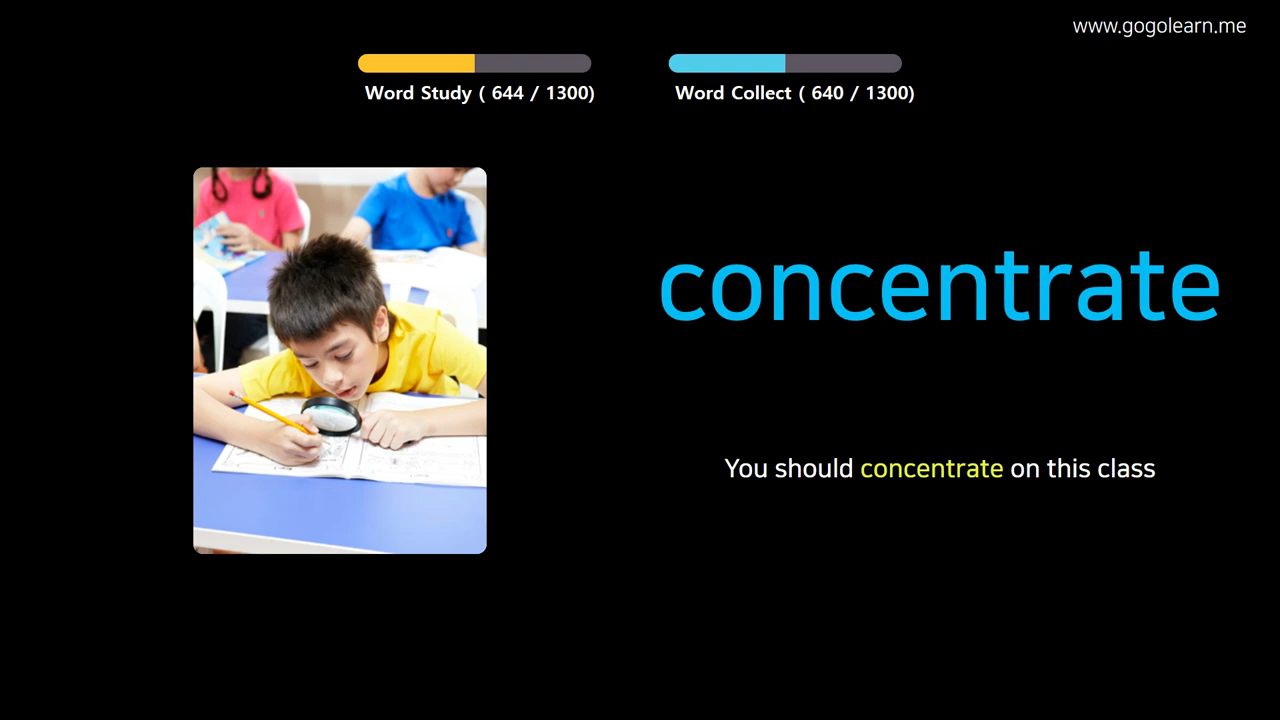 www.gogolearn.me
Word Study ( 644 / 1300)
Word Collect ( 640 / 1300)
concentrate
You should concentrate on this class